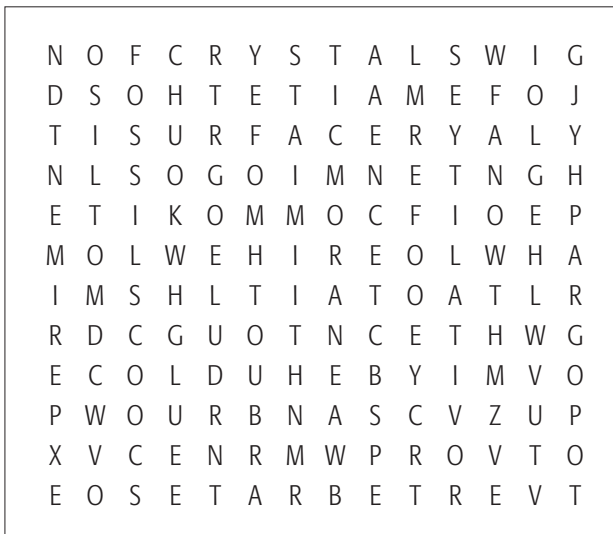 N O F C R Y S T A L S W I G
D S O H T E T I A M E F O J
T I S U R F A C E R Y A L Y
N L S O G O I M N E T N G H
E T I K O M M O C F I O E P
M O L W E H I R E O L W H A
I M S H L T I A T O A T L R
R D C G U O T N C E T H W G
E C O L D U H E B Y I M V O
P W O U R B N A S C V Z U P
X V C E N R M W P R O V T O
E O S E T A R B E T R E V T